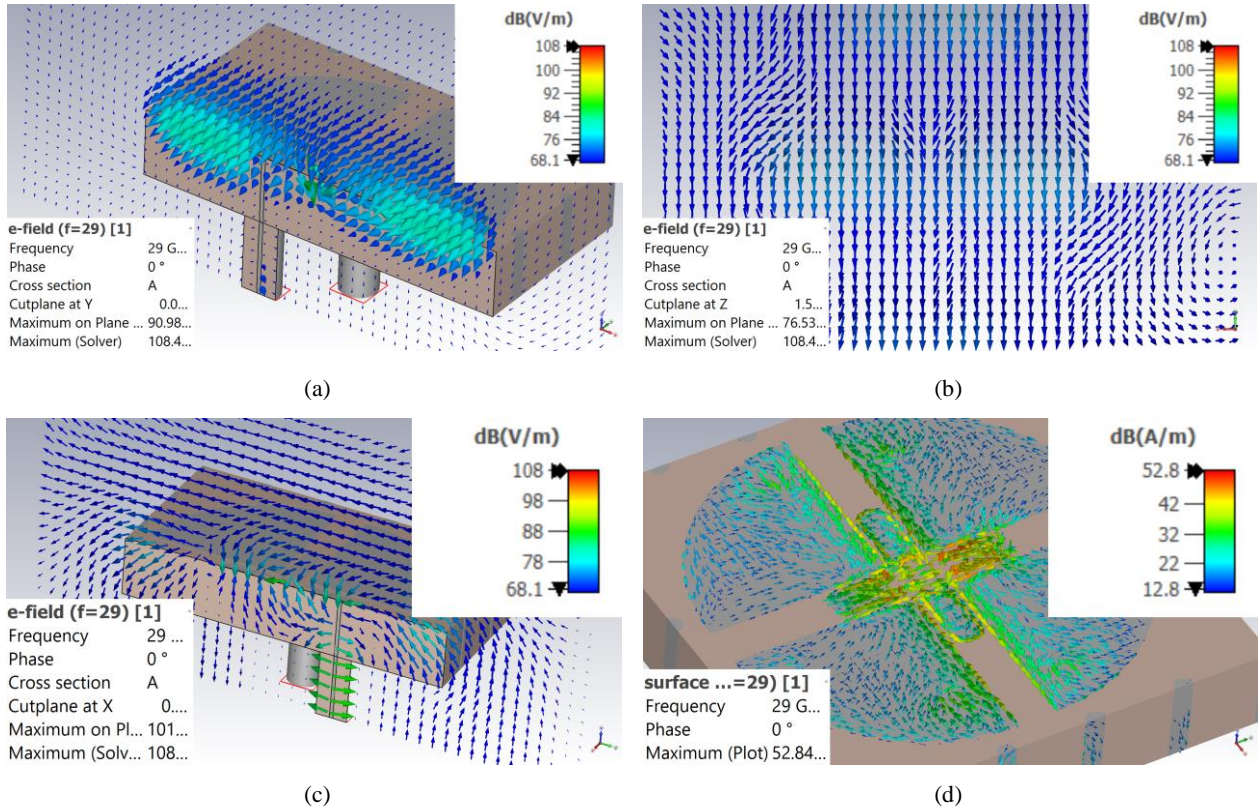 dB(V/m)
108
100
92
84
76
68.1
e-field (f=29) [1]
Frequency 29 G...
Phase 0 °
Cross section A
Cutplane at Y 0.0...
Maximum on Plane ... 90.98...
Maximum (Solver) 108.4...
(a)
dB(V/m)
108
100
92
84
76
68.1
e-field (f=29) [1]
Frequency 29 G...
Phase 0 °
Cross section A
Cutplane at Z 1.5...
Maximum on Plane ... 76.53...
Maximum (Solver) 108.4...
(b)
dB(V/m)
108
98
88
78
68.1
e-field (f=29) [1]
Frequency 29 ...
Phase 0 °
Cross section A
Cutplane at X 0....
Maximum on Pl... 101...
Maximum (Solv... 108...
(c)
dB(A/m)
52.8
42
32
22
12.8
surface ...=29) [1]
Frequency 29 G...
Phase 0 °
Maximum (Plot) 52.84...
(d)